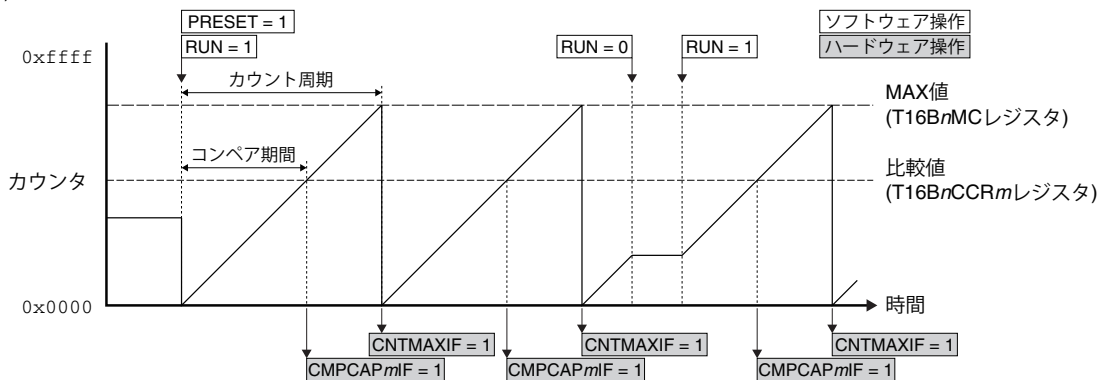 PRESET = 1
RUN = 1
RUN = 0
RUN = 1
ソフトウェア操作
ハードウェア操作
0xffff
カウント周期
MAX値
(T16BnMCレジスタ)
コンペア期間
比較値
(T16BnCCRmレジスタ)
カウンタ
0x0000
時間
CNTMAXIF = 1
CNTMAXIF = 1
CNTMAXIF = 1
CMPCAPmIF = 1
CMPCAPmIF = 1
CMPCAPmIF = 1